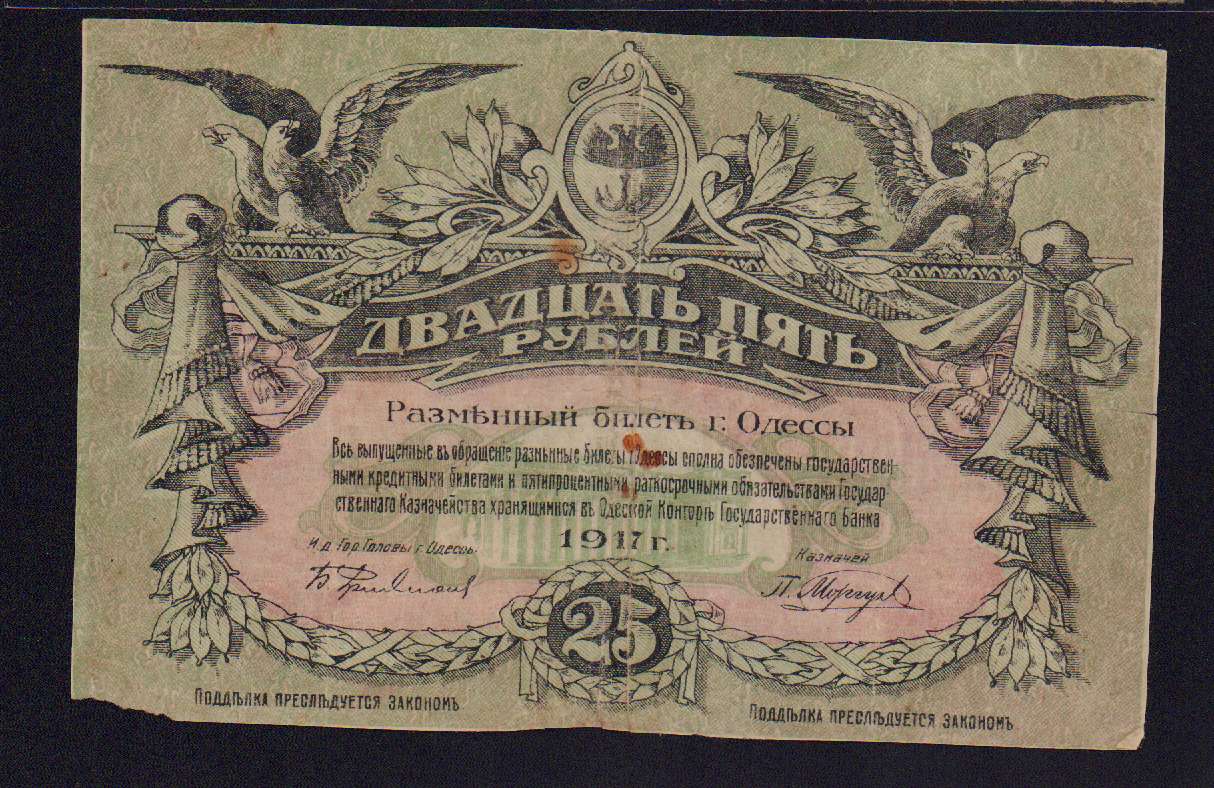 ДВАДЦАТЬ ПЯТЬ
РУБЛЕЙ
Размѣнный билетъ г. Одессы
Всѣ выпущенные въ обращенiе размѣнные билеты г. Одессы сполна обезпечены государствен-
ными кредитными билетами и пятипроцентными краткосрочными обязательствами Государ
ственнаго Казначейства хранящимися въ Одесской Конторѣ Государственнаго Банка
1917 г.
И.д. Гор. Головы г. Одессы.
Казначей
25
Поддѣлка преслѣдуется закономъ
Поддѣлка преслѣдуется закономъ